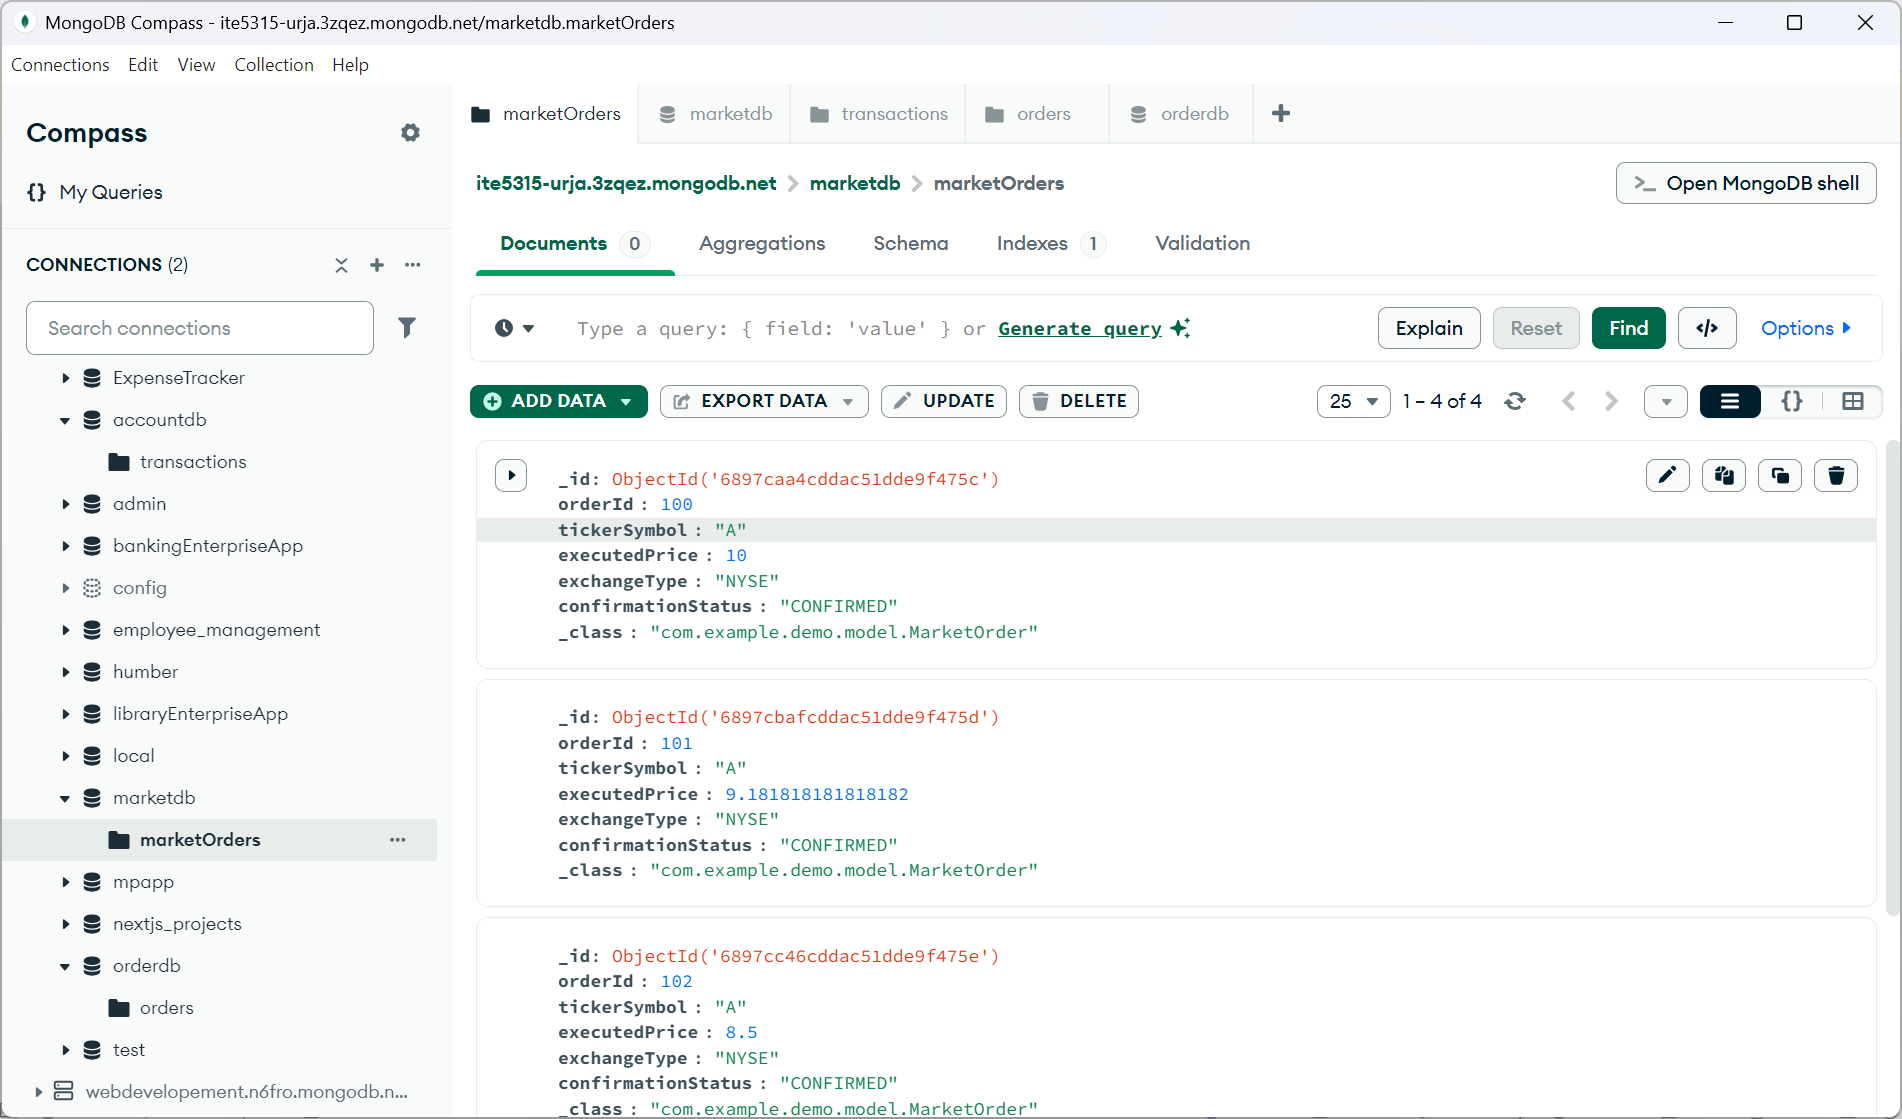 MongoDB Compass - ite5315-urja.3zqez.mongodb.net/marketdb.marketOrders
Connections Edit View Collection Help
Compass
{} My Queries
CONNECTIONS (2)
Search connections
ExpenseTracker
accountdb
transactions
admin
bankingEnterpriseApp
config
employee_management
humber
libraryEnterpriseApp
local
marketdb
marketOrders
mpapp
nextjs_projects
orderdb
orders
test
webdevelopement.n6fro.mongodb.n...
marketOrders marketdb transactions orders orderdb
ite5315-urja.3zqez.mongodb.net > marketdb > marketOrders
>_ Open MongoDB shell
Documents 0 Aggregations Schema Indexes 1 Validation
Type a query: { field: 'value' } or Generate query
Explain Reset Find </> Options
ADD DATA EXPORT DATA UPDATE DELETE
25 1 – 4 of 4 {}
_id: ObjectId('6897caa4cddac51dde9f475c')
orderId : 100
tickerSymbol : "A"
executedPrice : 10
exchangeType : "NYSE"
confirmationStatus : "CONFIRMED"
_class : "com.example.demo.model.MarketOrder"
_id: ObjectId('6897cbafcddac51dde9f475d')
orderId : 101
tickerSymbol : "A"
executedPrice : 9.181818181818182
exchangeType : "NYSE"
confirmationStatus : "CONFIRMED"
_class : "com.example.demo.model.MarketOrder"
_id: ObjectId('6897cc46cddac51dde9f475e')
orderId : 102
tickerSymbol : "A"
executedPrice : 8.5
exchangeType : "NYSE"
confirmationStatus : "CONFIRMED"
_class : "com.example.demo.model.MarketOrder"